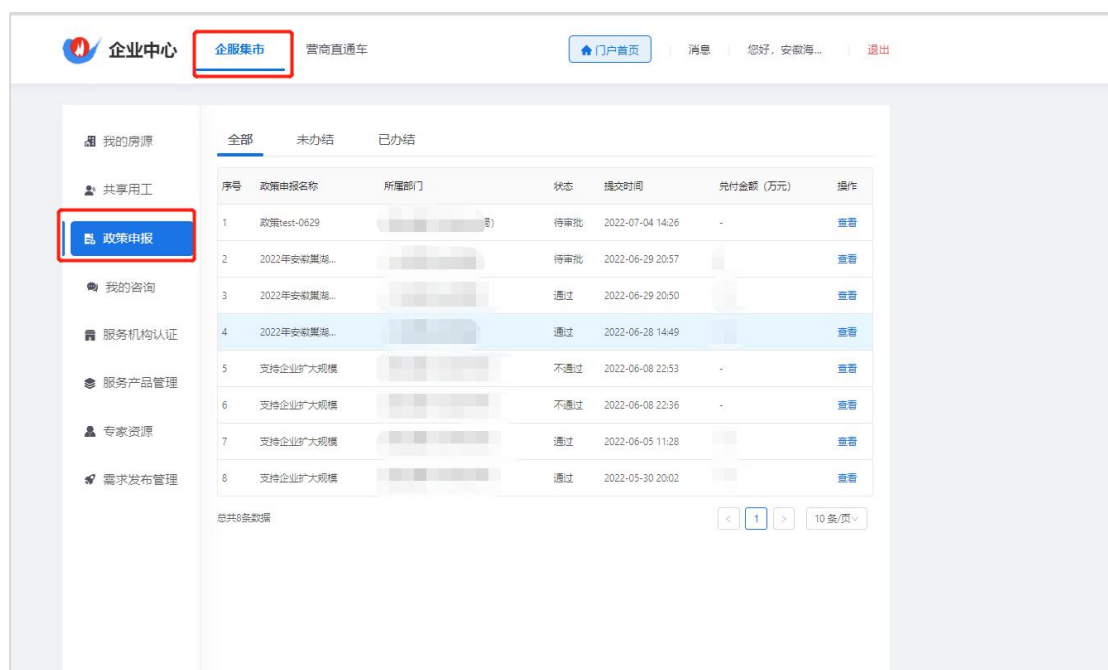 企业中心 企服集市 营商直通车 门户首页 消息 您好，安徽海... 退出
我的房源
共享用工
政策申报
我的咨询
服务机构认证
服务产品管理
专家资源
需求发布管理
全部 未办结 已办结
序号 政策申报名称 所属部门 状态 提交时间 兑付金额（万元） 操作
1 政策test-0629 局） 待审批 2022-07-04 14:26 - 查看
2 2022年安徽巢湖... 待审批 2022-06-29 20:57 查看
3 2022年安徽巢湖... 通过 2022-06-29 20:50 查看
4 2022年安徽巢湖... 通过 2022-06-28 14:49 查看
5 支持企业扩大规模 不通过 2022-06-08 22:53 - 查看
6 支持企业扩大规模 不通过 2022-06-08 22:36 - 查看
7 支持企业扩大规模 通过 2022-06-05 11:28 查看
8 支持企业扩大规模 通过 2022-05-30 20:02 查看
总共8条数据 < 1 > 10 条/页